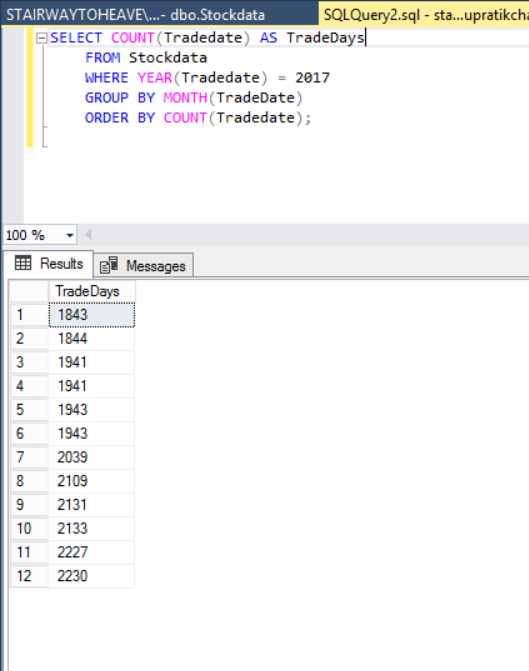 STAIRWAYTOHEAVE\...- dbo.Stockdata SQLQuery2.sql - sta...upratikcha
SELECT COUNT(Tradedate) AS TradeDays
FROM Stockdata
WHERE YEAR(Tradedate) = 2017
GROUP BY MONTH(TradeDate)
ORDER BY COUNT(Tradedate);
100 %
Results Messages
TradeDays
1 1843
2 1844
3 1941
4 1941
5 1943
6 1943
7 2039
8 2109
9 2131
10 2133
11 2227
12 2230